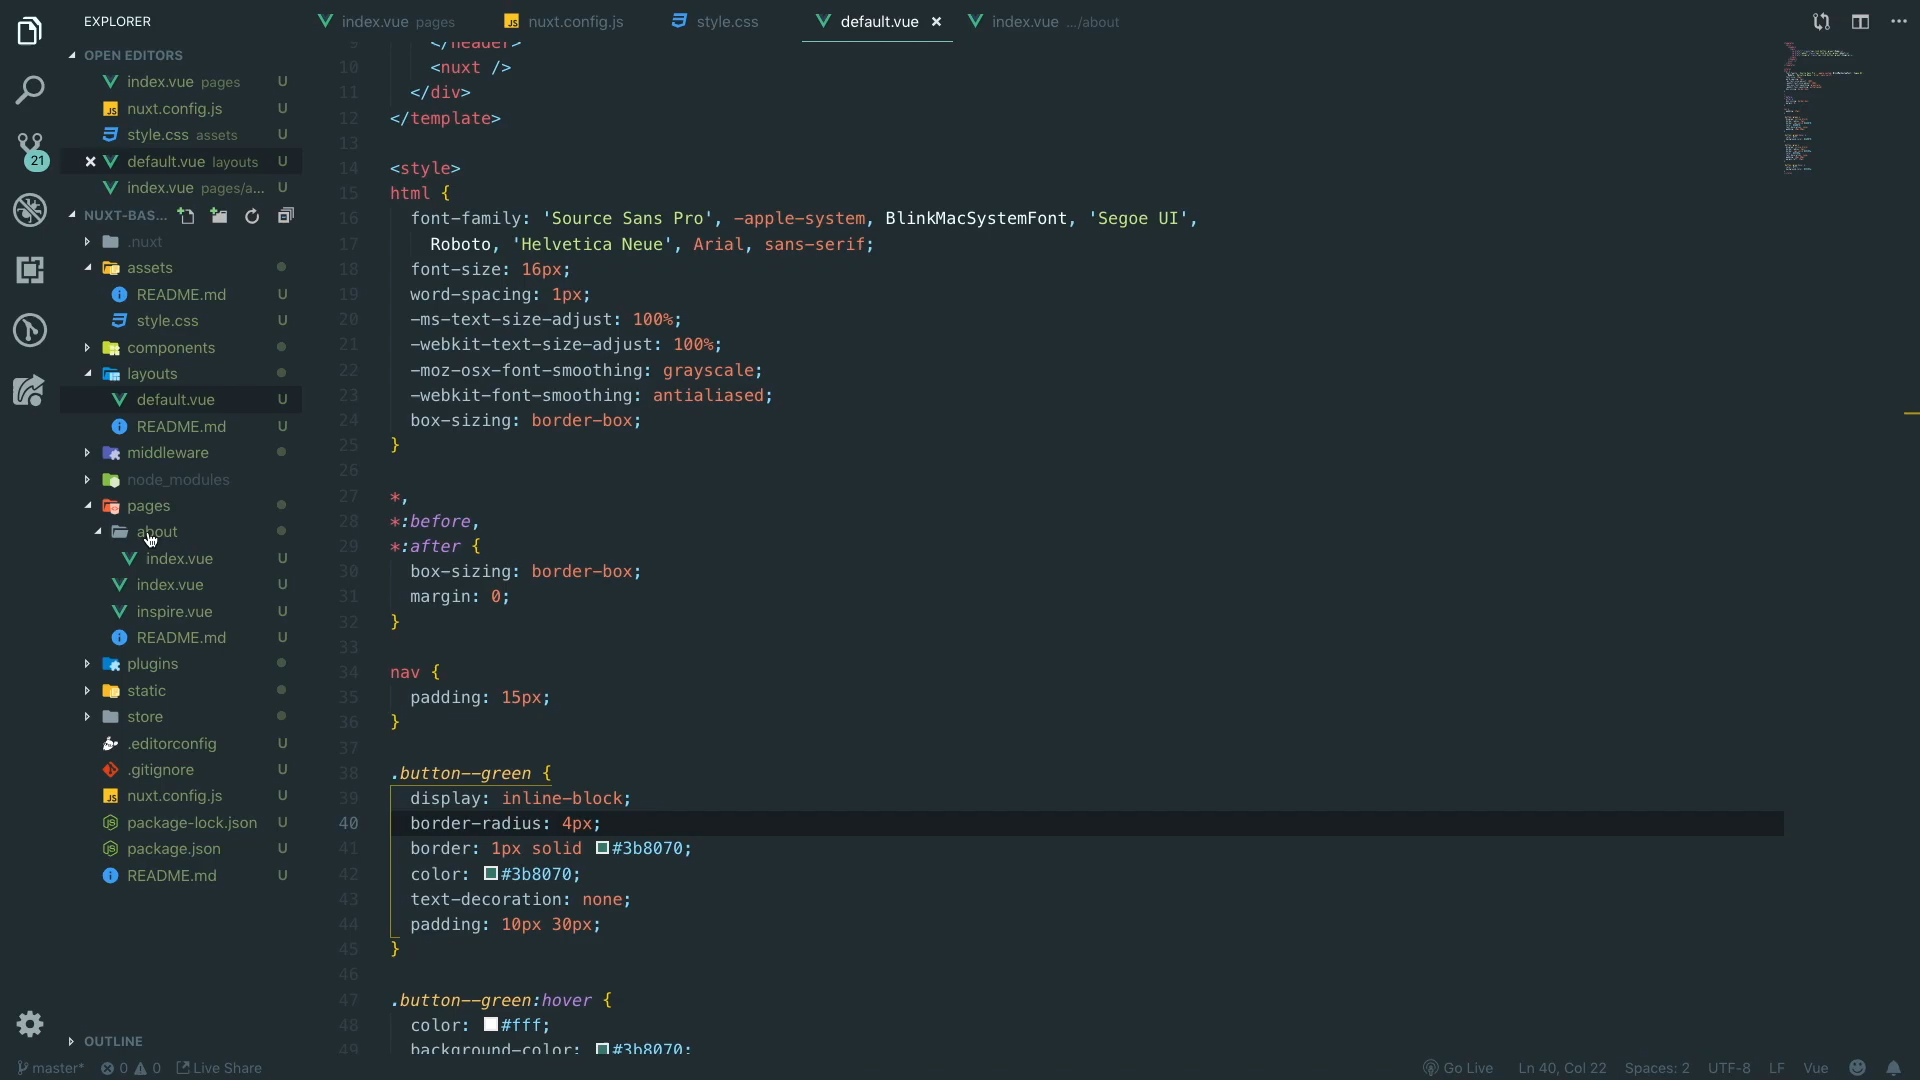 EXPLORER
OPEN EDITORS
index.vue pages U
nuxt.config.js U
style.css assets U
default.vue layouts U
index.vue pages/a... U
NUXT-BAS...
.nuxt
assets
README.md U
style.css U
components
layouts
default.vue U
README.md U
middleware
node_modules
pages
about
index.vue U
index.vue U
inspire.vue U
README.md U
plugins
static
store
.editorconfig U
.gitignore U
nuxt.config.js U
package-lock.json U
package.json U
README.md U
OUTLINE
21
index.vue pages nuxt.config.js style.css default.vue index.vue .../about
9 </header>
10 <nuxt />
11 </div>
12 </template>
13
14 <style>
15 html {
16 font-family: 'Source Sans Pro', -apple-system, BlinkMacSystemFont, 'Segoe UI',
17 Roboto, 'Helvetica Neue', Arial, sans-serif;
18 font-size: 16px;
19 word-spacing: 1px;
20 -ms-text-size-adjust: 100%;
21 -webkit-text-size-adjust: 100%;
22 -moz-osx-font-smoothing: grayscale;
23 -webkit-font-smoothing: antialiased;
24 box-sizing: border-box;
25 }
26
27 *,
28 *:before,
29 *:after {
30 box-sizing: border-box;
31 margin: 0;
32 }
33
34 nav {
35 padding: 15px;
36 }
37
38 .button--green {
39 display: inline-block;
40 border-radius: 4px;
41 border: 1px solid #3b8070;
42 color: #3b8070;
43 text-decoration: none;
44 padding: 10px 30px;
45 }
46
47 .button--green:hover {
48 color: #fff;
49 background-color: #3b8070;
master* 0 0 Live Share Go Live Ln 40, Col 22 Spaces: 2 UTF-8 LF Vue